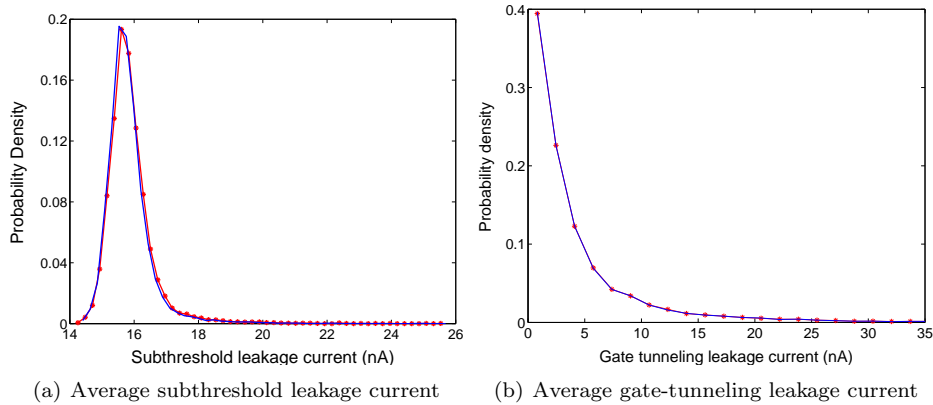 0.2
0.16
0.12
0.08
0.04
0
14 16 18 20 22 24 26
Probability Density
Subthreshold leakage current (nA)
(a) Average subthreshold leakage current
0.4
0.3
0.2
0.1
0
0 5 10 15 20 25 30 35
Probability density
Gate tunneling leakage current (nA)
(b) Average gate-tunneling leakage current